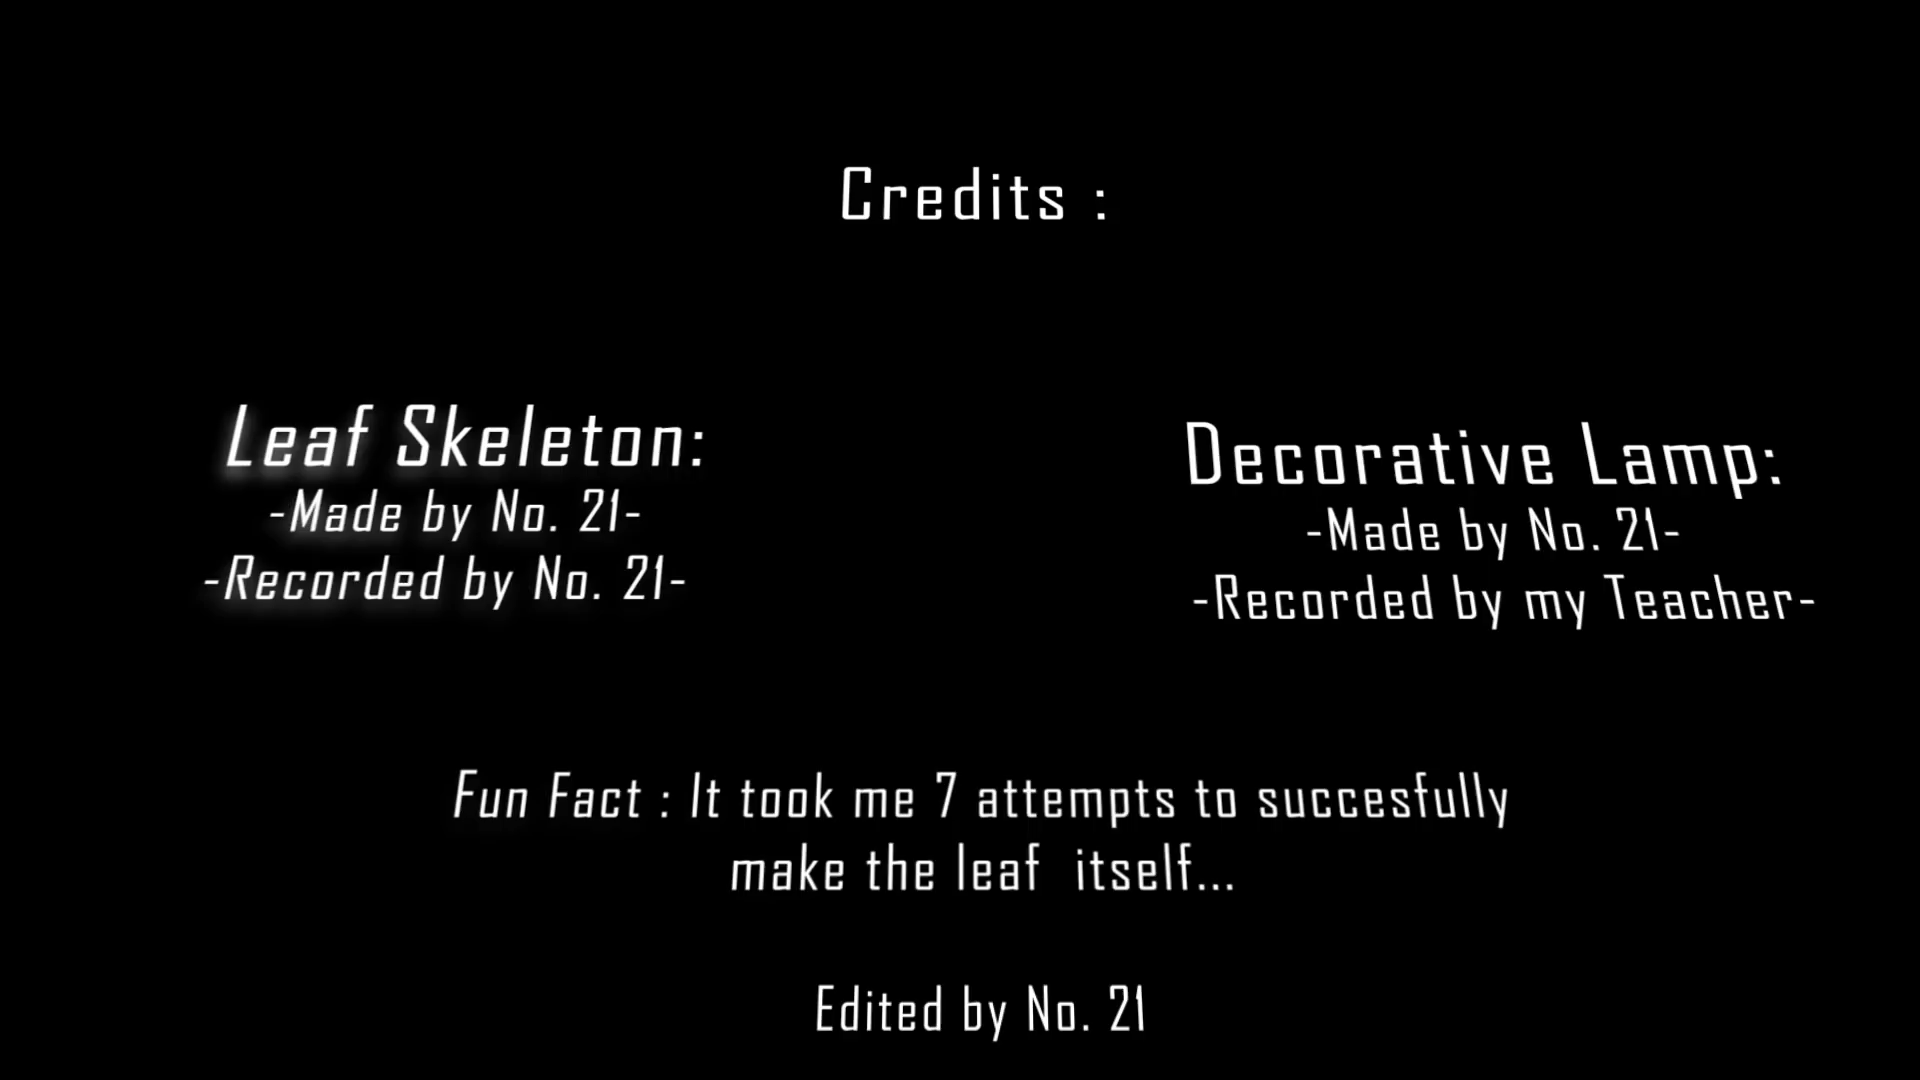 Credits :
Leaf Skeleton:
-Made by No. 21-
-Recorded by No. 21-
Decorative Lamp:
-Made by No. 21-
-Recorded by my Teacher-
Fun Fact : It took me 7 attempts to succesfully
make the leaf  itself...
Edited by No. 21